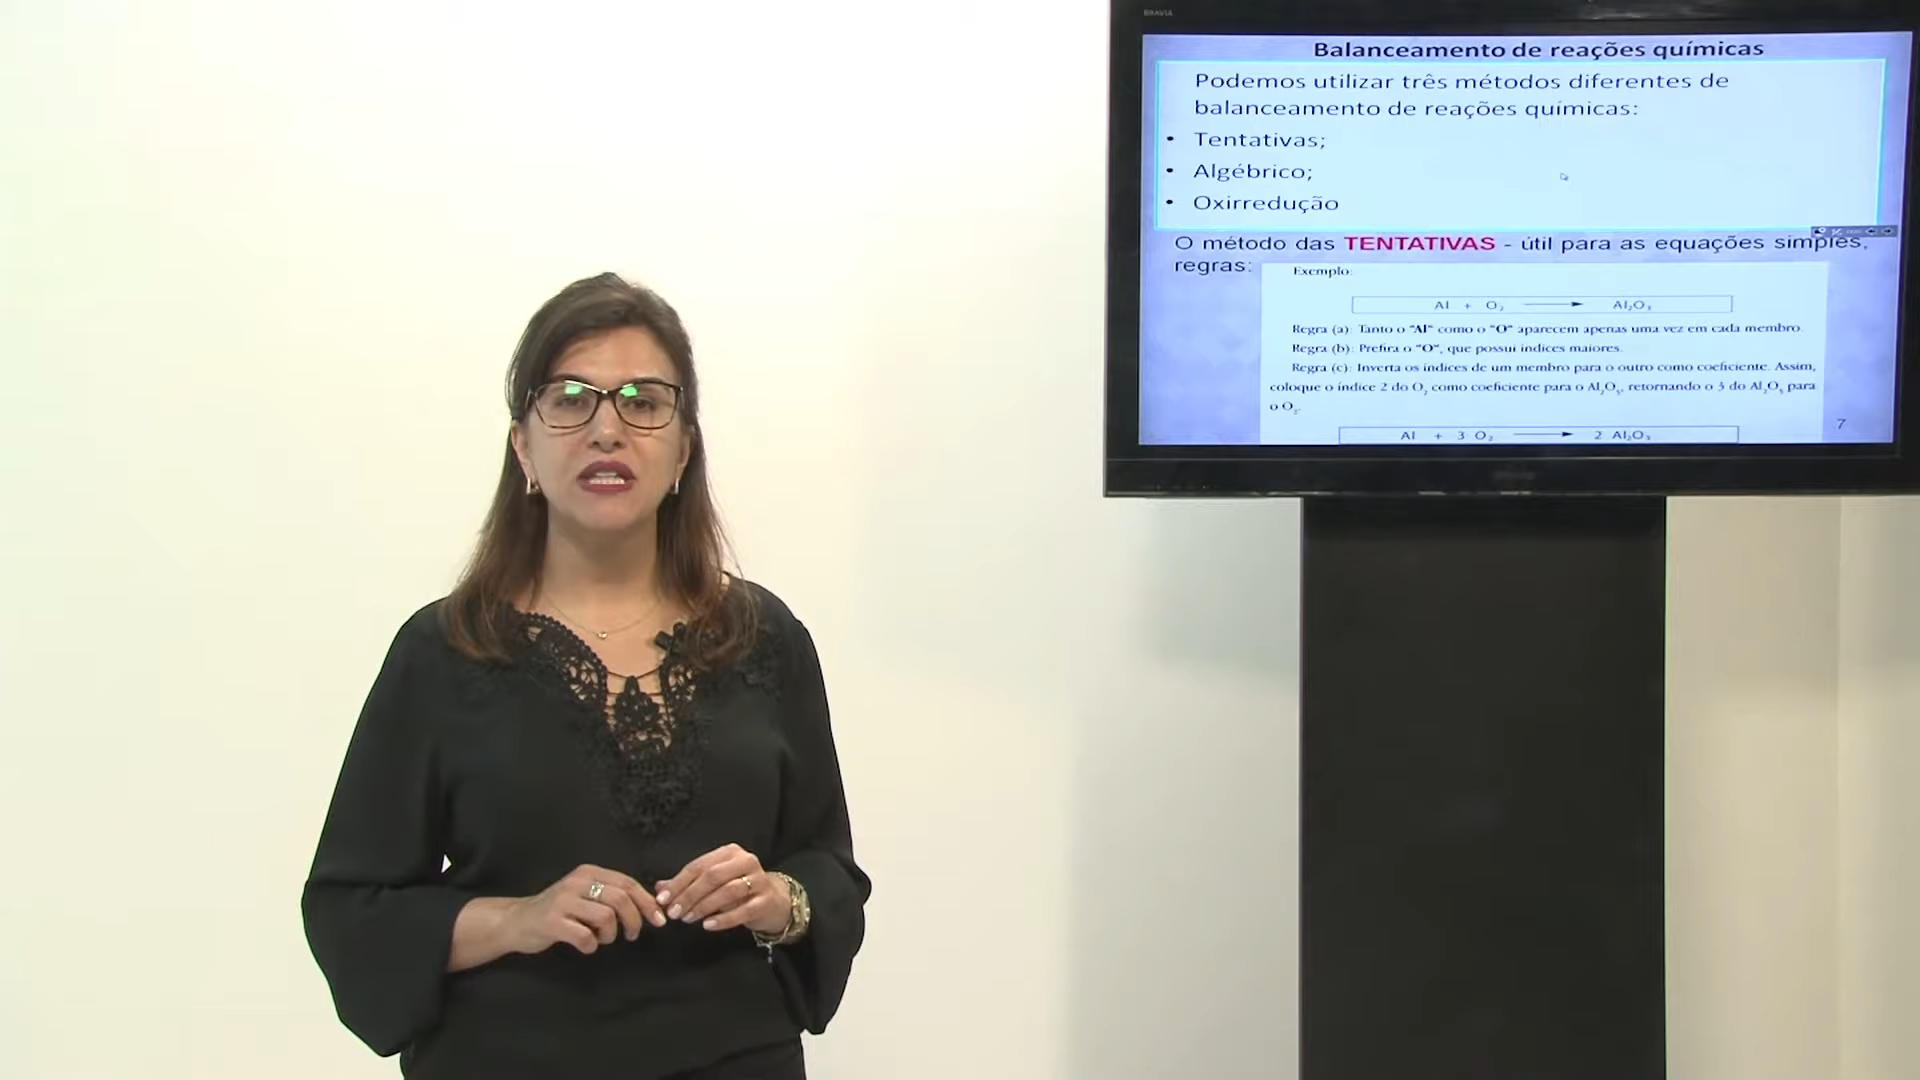 BRAVIA
Balanceamento de reações químicas
Podemos utilizar três métodos diferentes de
balanceamento de reações químicas:
• Tentativas;
• Algébrico;
• Oxirredução
O método das TENTATIVAS - útil para as equações simples,
regras:
Exemplo:
Al + O₂ ⟶ Al₂O₃
Regra (a): Tanto o "Al" como o "O" aparecem apenas uma vez em cada membro.
Regra (b): Prefira o "O", que possui índices maiores.
Regra (c): Inverta os índices de um membro para o outro como coeficiente. Assim,
coloque o índice 2 do O₂ como coeficiente para o Al₂O₃, retornando o 3 do Al₂O₃ para
o O₂.
Al + 3 O₂ ⟶ 2 Al₂O₃
7